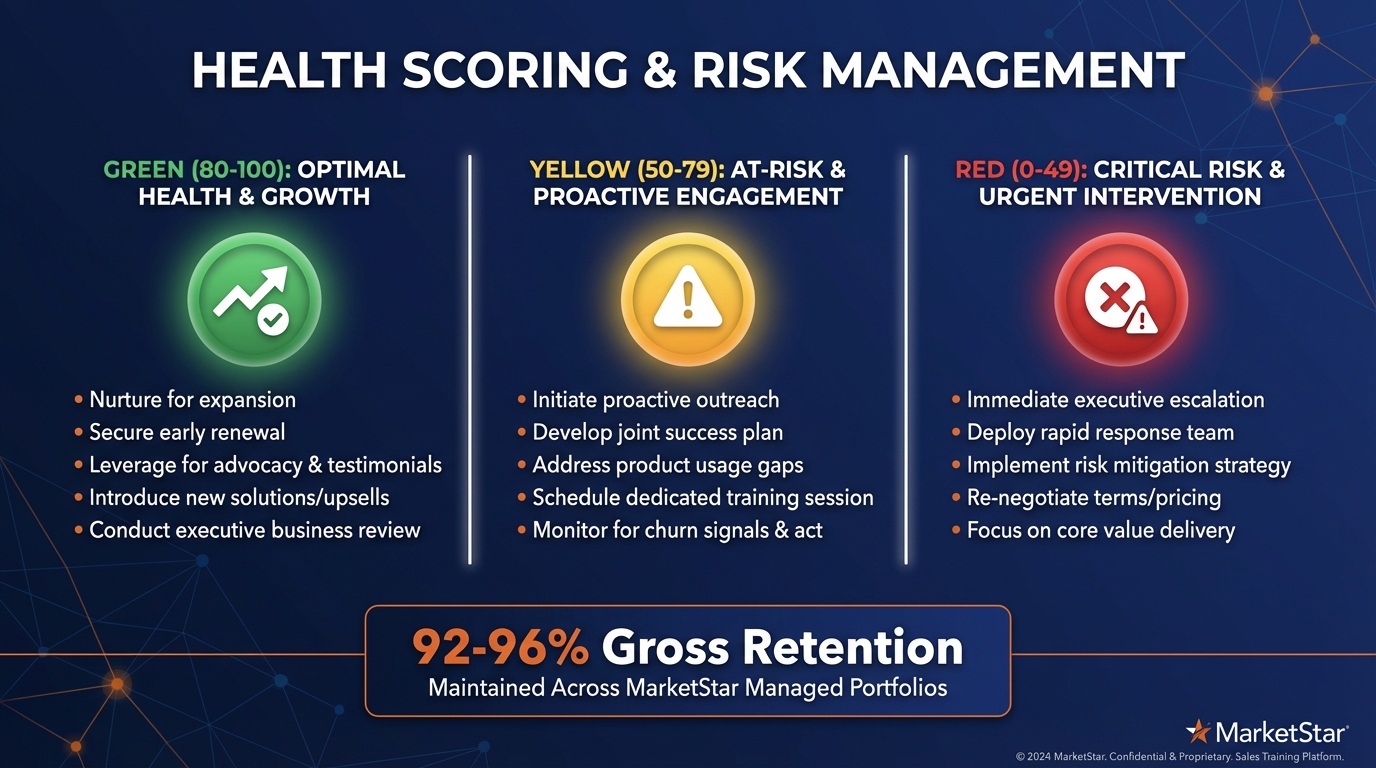 HEALTH SCORING & RISK MANAGEMENT
GREEN (80-100): OPTIMAL
HEALTH & GROWTH
• Nurture for expansion
• Secure early renewal
• Leverage for advocacy & testimonials
• Introduce new solutions/upsells
• Conduct executive business review
YELLOW (50-79): AT-RISK &
PROACTIVE ENGAGEMENT
• Initiate proactive outreach
• Develop joint success plan
• Address product usage gaps
• Schedule dedicated training session
• Monitor for churn signals & act
RED (0-49): CRITICAL RISK &
URGENT INTERVENTION
• Immediate executive escalation
• Deploy rapid response team
• Implement risk mitigation strategy
• Re-negotiate terms/pricing
• Focus on core value delivery
92-96% Gross Retention
Maintained Across MarketStar Managed Portfolios
MarketStar
© 2024 MarketStar. Confidential & Proprietary. Sales Training Platform.